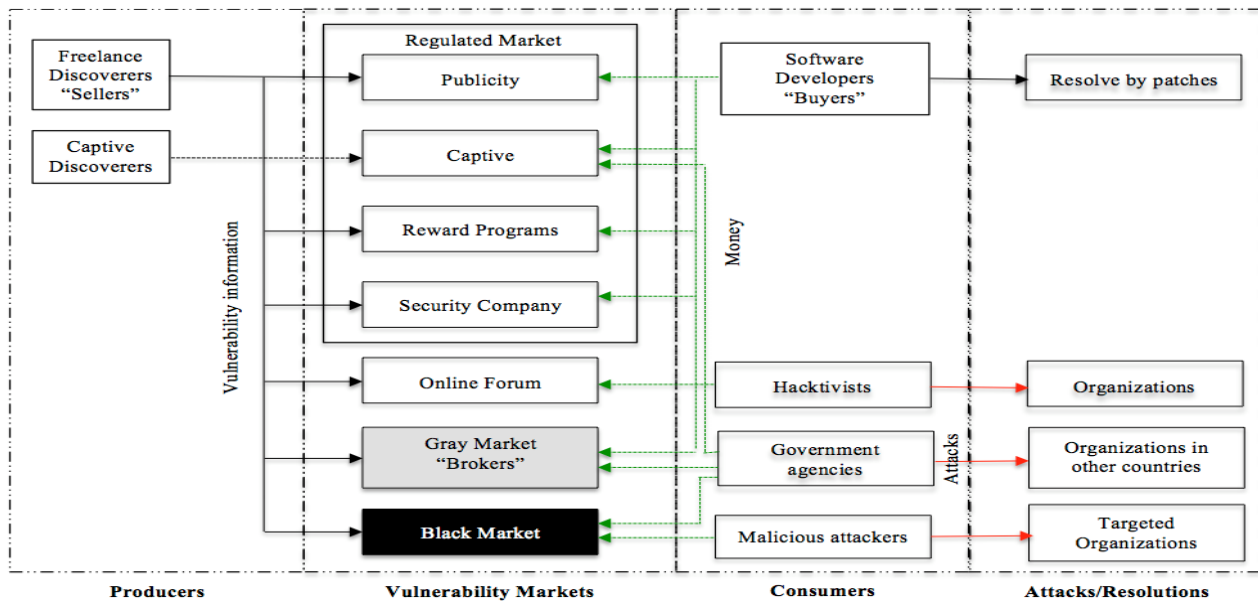 Freelance
Discoverers
“Sellers”
Captive
Discoverers
Vulnerability information
Regulated Market
Publicity
Captive
Reward Programs
Security Company
Online Forum
Gray Market
“Brokers”
Black Market
Money
Software
Developers
“Buyers”
Hacktivists
Government
agencies
Malicious attackers
Attacks
Resolve by patches
Organizations
Organizations in
other countries
Targeted
Organizations
Producers
Vulnerability Markets
Consumers
Attacks/Resolutions